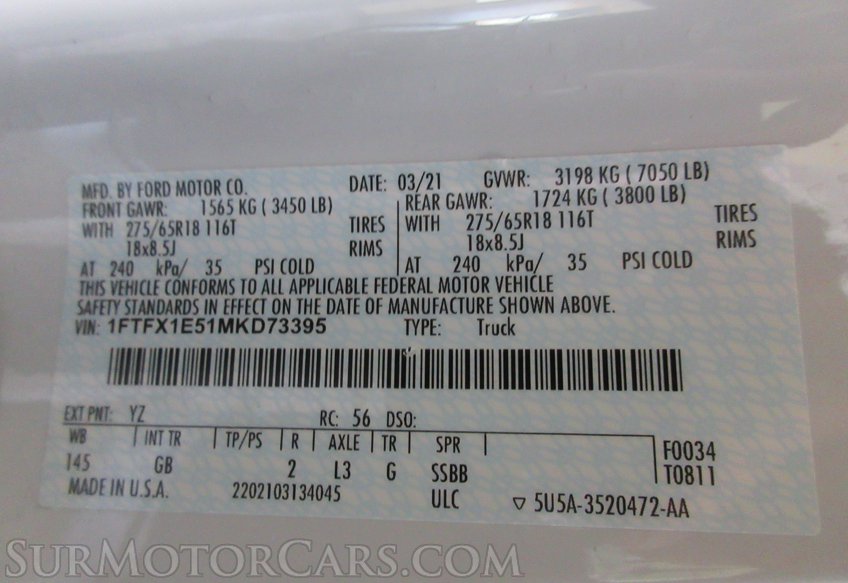 MFD. BY FORD MOTOR CO. DATE: 03/21 GVWR: 3198 KG ( 7050 LB)
FRONT GAWR: 1565 KG ( 3450 LB) REAR GAWR: 1724 KG ( 3800 LB)
WITH 275/65R18 116T TIRES WITH 275/65R18 116T TIRES
18x8.5J RIMS 18x8.5J RIMS
AT 240 kPa/ 35 PSI COLD AT 240 kPa/ 35 PSI COLD
THIS VEHICLE CONFORMS TO ALL APPLICABLE FEDERAL MOTOR VEHICLE
SAFETY STANDARDS IN EFFECT ON THE DATE OF MANUFACTURE SHOWN ABOVE.
VIN: 1FTFX1E51MKD73395 TYPE: Truck
EXT PNT: YZ RC: 56 DSO:
WB INT TR TP/PS R AXLE TR SPR F0034
145 GB 2 L3 G SSBB T0811
MADE IN U.S.A. 2202103134045 ULC ▽ 5U5A-3520472-AA
SURMOTORCARS.COM